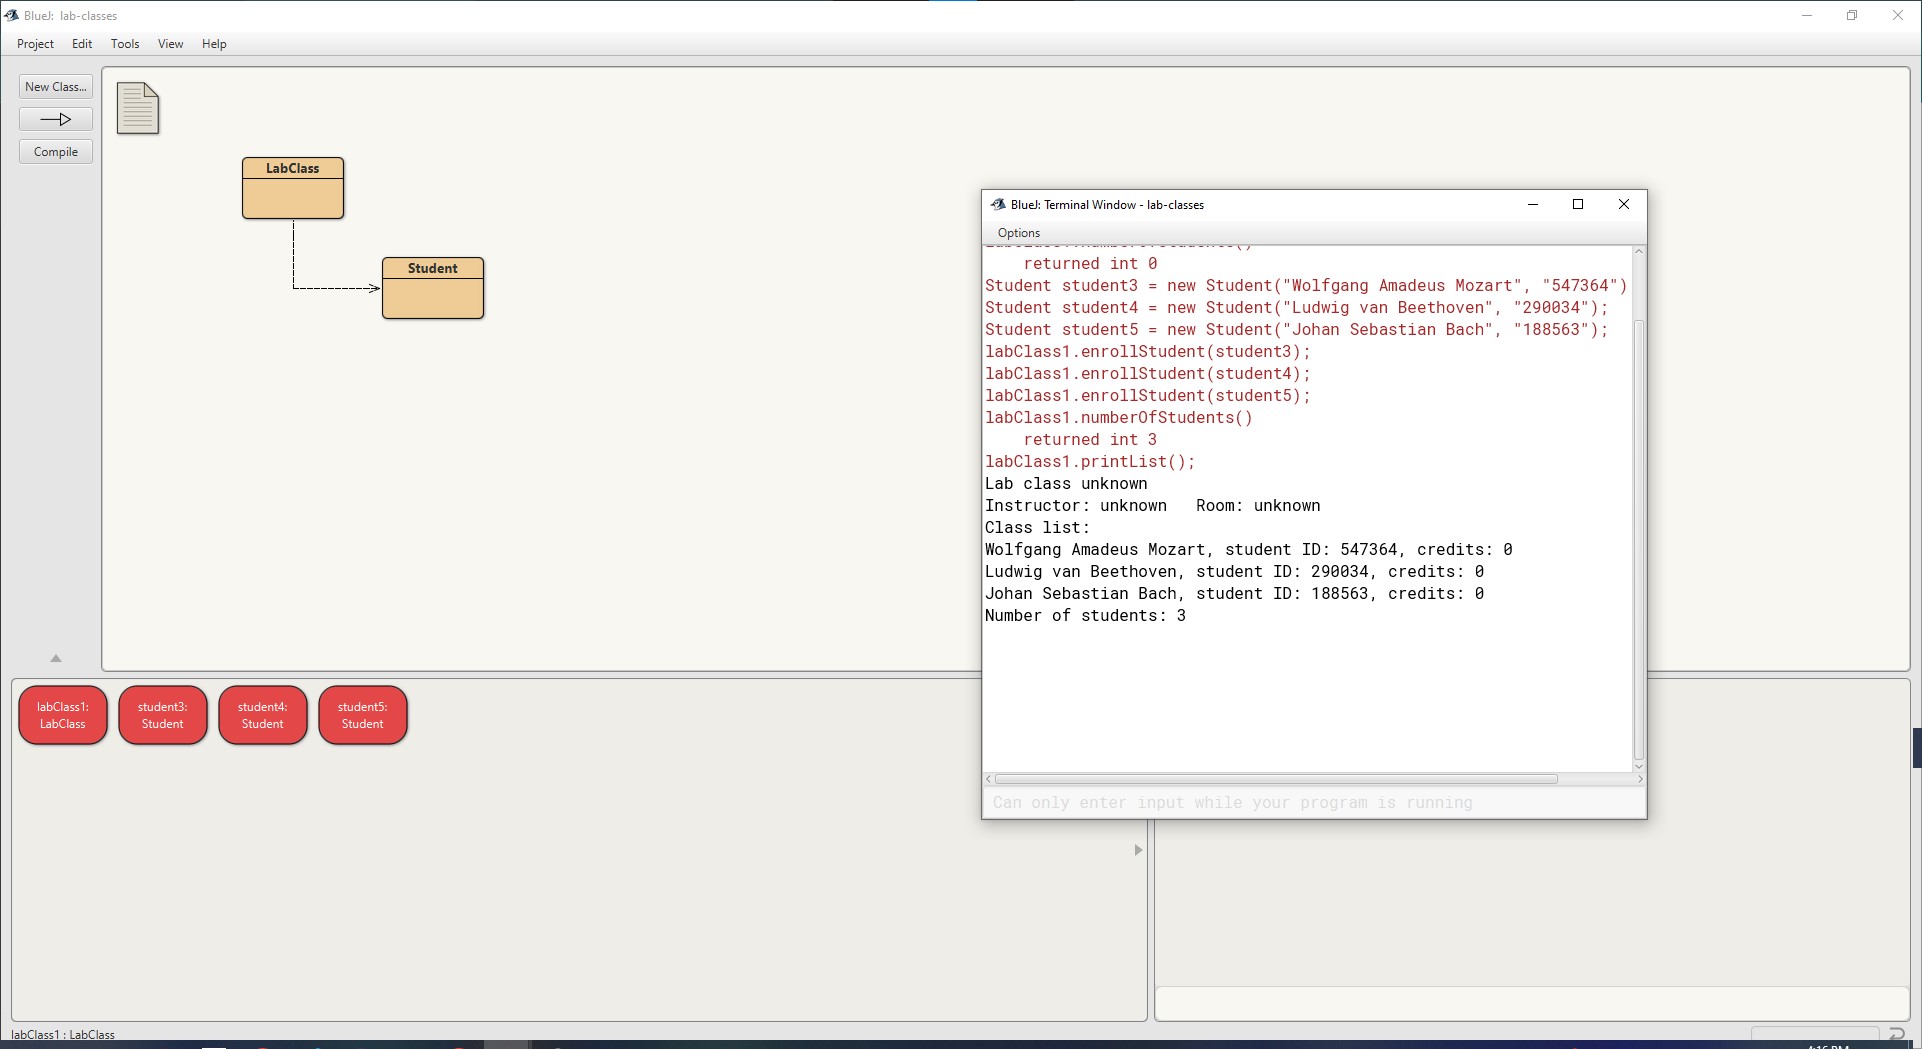 BlueJ: lab-classes
Project Edit Tools View Help
New Class...
Compile
LabClass
Student
BlueJ: Terminal Window - lab-classes
Options
labClass1.numberOfStudents()
returned int 0
Student student3 = new Student("Wolfgang Amadeus Mozart", "547364")
Student student4 = new Student("Ludwig van Beethoven", "290034");
Student student5 = new Student("Johan Sebastian Bach", "188563");
labClass1.enrollStudent(student3);
labClass1.enrollStudent(student4);
labClass1.enrollStudent(student5);
labClass1.numberOfStudents()
returned int 3
labClass1.printList();
Lab class unknown
Instructor: unknown   Room: unknown
Class list:
Wolfgang Amadeus Mozart, student ID: 547364, credits: 0
Ludwig van Beethoven, student ID: 290034, credits: 0
Johan Sebastian Bach, student ID: 188563, credits: 0
Number of students: 3
Can only enter input while your program is running
labClass1:
LabClass
student3:
Student
student4:
Student
student5:
Student
labClass1 : LabClass
4:16 PM